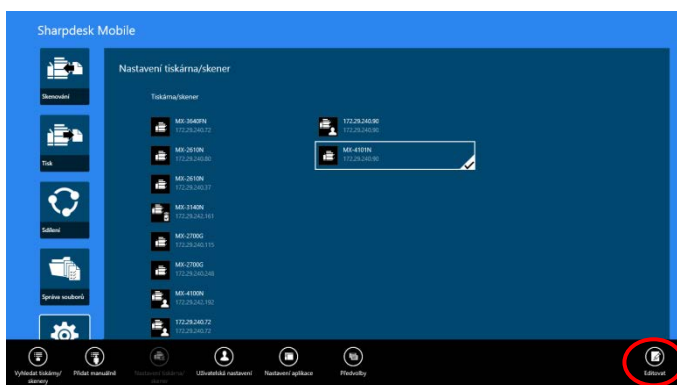 Sharpdesk Mobile
Nastavení tiskárna/skener
Tiskárna/skener
Skenování
Tisk
Sdílení
Správa souborů
MX-3640FN
172.29.240.72
MX-2610N
172.29.240.80
MX-2610N
172.29.240.37
MX-3140N
172.29.242.161
MX-2700G
172.29.240.115
MX-2706G
172.29.240.248
MX-4100N
172.29.242.192
172.29.240.72
172.29.240.72
172.29.240.90
172.29.240.90
MX-4101N
172.29.240.90
Vyhledat tiskárny/
skenery
Přidat manuálně
Nastavení tiskárna/
skener
Uživatelská nastavení
Nastavení aplikace
Předvolby
Editovat